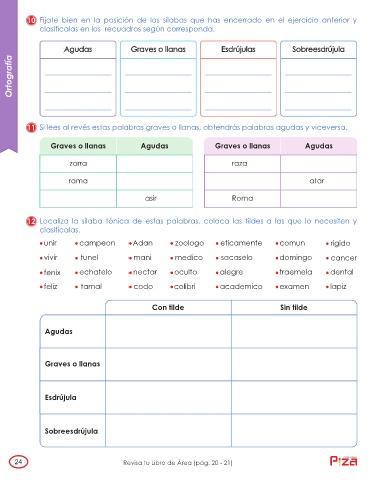 Ortografía
10 Fíjate bien en la posición de las sílabas que has encerrado en el ejercicio anterior y
clasifícalas en los recuadros según corresponda.
Agudas Graves o llanas Esdrújulas Sobreesdrújula
11 Si lees al revés estas palabras graves o llanas, obtendrás palabras agudas y viceversa.
Graves o llanas Agudas Graves o llanas Agudas
zorra raza
rama atar
asir Roma
12 Localiza la sílaba tónica de estas palabras, coloca las tildes a las que lo necesiten y
clasifícalas.
• unir • campeon • Adan • zoologo • eticamente • comun • rigido
• vivir • tunel • mani • medico • sacaselo • domingo • cancer
• fenix • echatelo • nectar • oculto • alegre • traemela • dental
• feliz • tamal • codo • colibri • academico • examen • lapiz
Con tilde Sin tilde
Agudas
Graves o llanas
Esdrújula
Sobreesdrújula
24 Revisa tu Libro de Área (pág. 20 - 21)